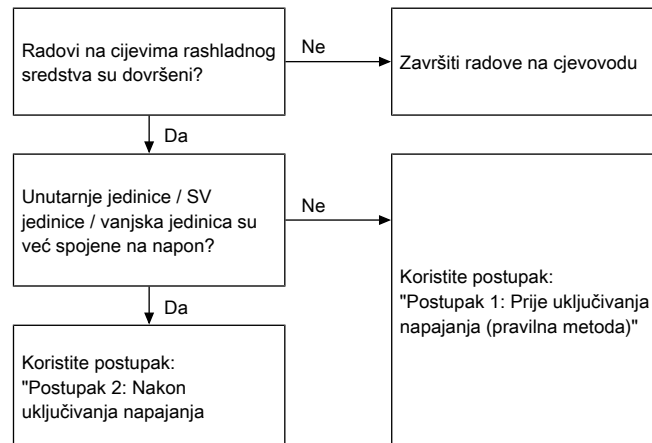 Radovi na cijevima rashladnog
sredstva su dovršeni?
Ne
Završiti radove na cjevovodu
Da
Unutarnje jedinice / SV
jedinice / vanjska jedinica su
već spojene na napon?
Ne
Koristite postupak:
"Postupak 1: Prije uključivanja
napajanja (pravilna metoda)"
Da
Koristite postupak:
"Postupak 2: Nakon
uključivanja napajanja